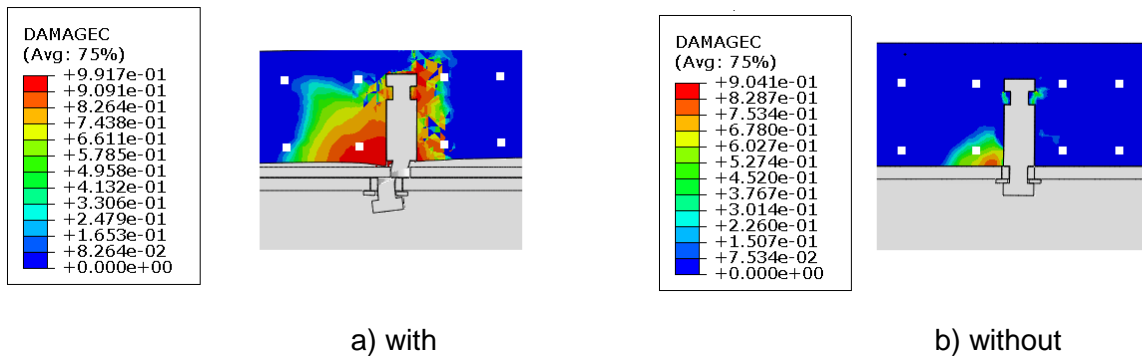 DAMAGEC
(Avg: 75%)
+9.917e-01
+9.091e-01
+8.264e-01
+7.438e-01
+6.611e-01
+5.785e-01
+4.958e-01
+4.132e-01
+3.306e-01
+2.479e-01
+1.653e-01
+8.264e-02
+0.000e+00
DAMAGEC
(Avg: 75%)
+9.041e-01
+8.287e-01
+7.534e-01
+6.780e-01
+6.027e-01
+5.274e-01
+4.520e-01
+3.767e-01
+3.014e-01
+2.260e-01
+1.507e-01
+7.534e-02
+0.000e+00
a) with
b) without